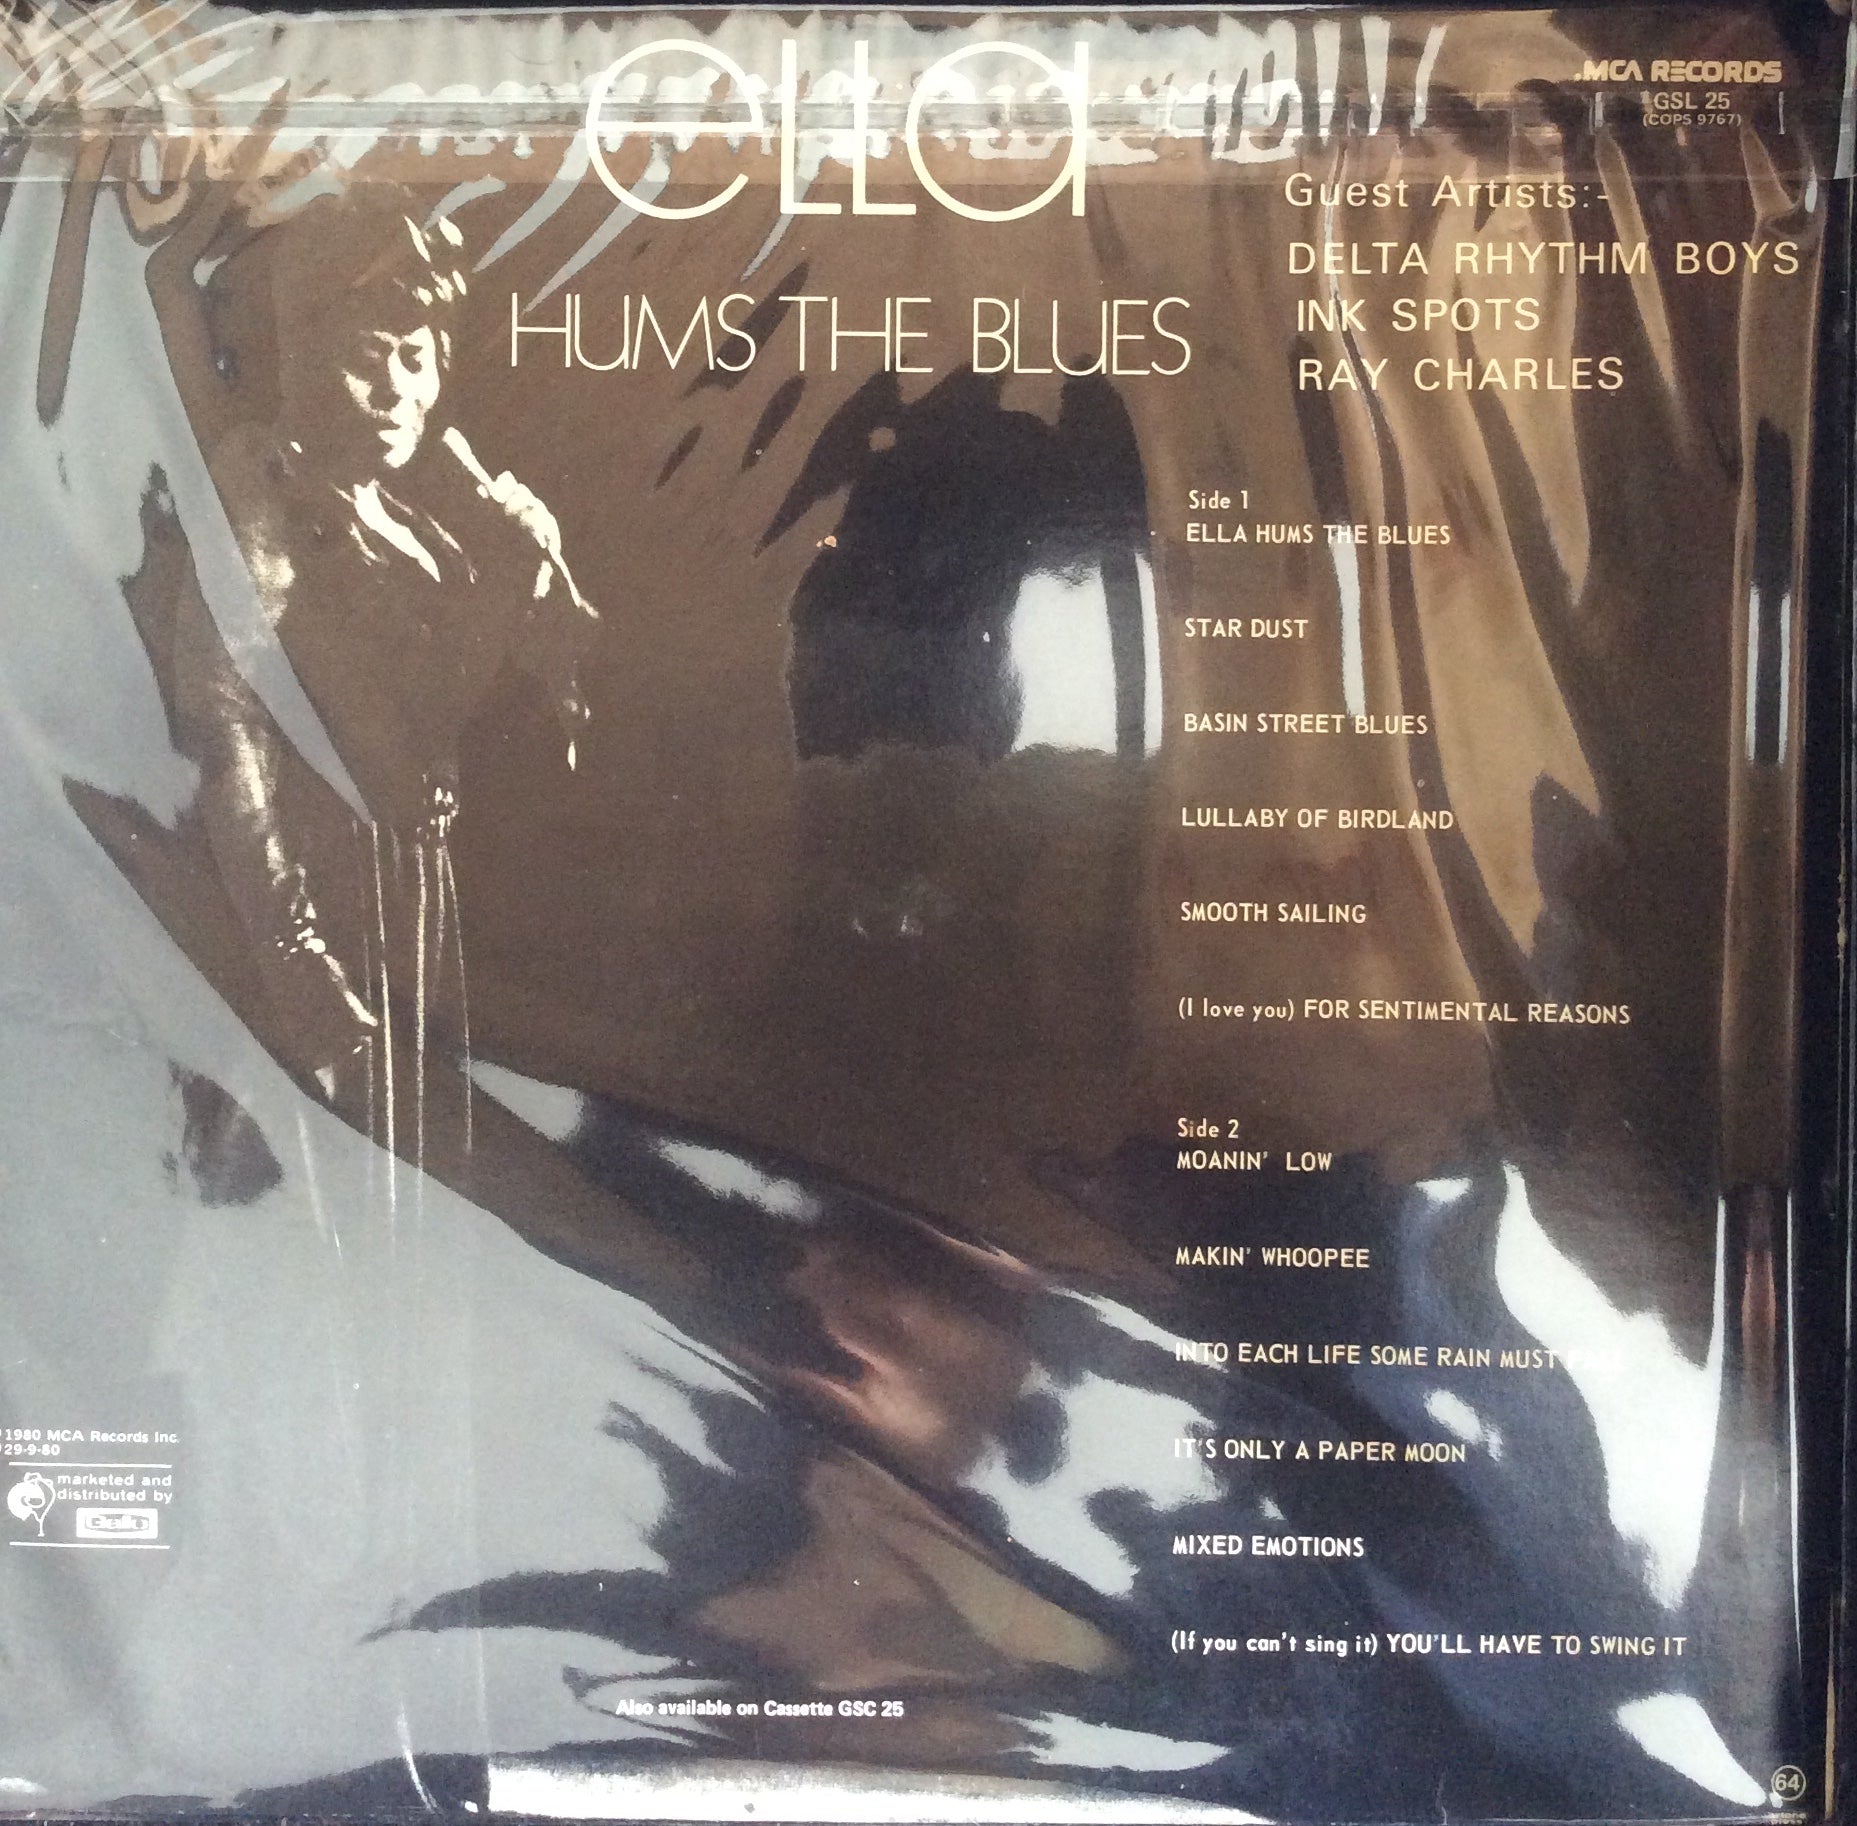 ella
HUMS THE BLUES
MCA RECORDS
GSL 25
(COPS 9767)
Guest Artists:-
DELTA RHYTHM BOYS
INK SPOTS
RAY CHARLES
Side 1
ELLA HUMS THE BLUES
STAR DUST
BASIN STREET BLUES
LULLABY OF BIRDLAND
SMOOTH SAILING
(I love you) FOR SENTIMENTAL REASONS
Side 2
MOANIN' LOW
MAKIN' WHOOPEE
INTO EACH LIFE SOME RAIN MUST
IT'S ONLY A PAPER MOON
MIXED EMOTIONS
(If you can't sing it) YOU'LL HAVE TO SWING IT
1980 MCA Records Inc.
29-9-80
marketed and
distributed by
Gallo
Also available on Cassette GSC 25
64